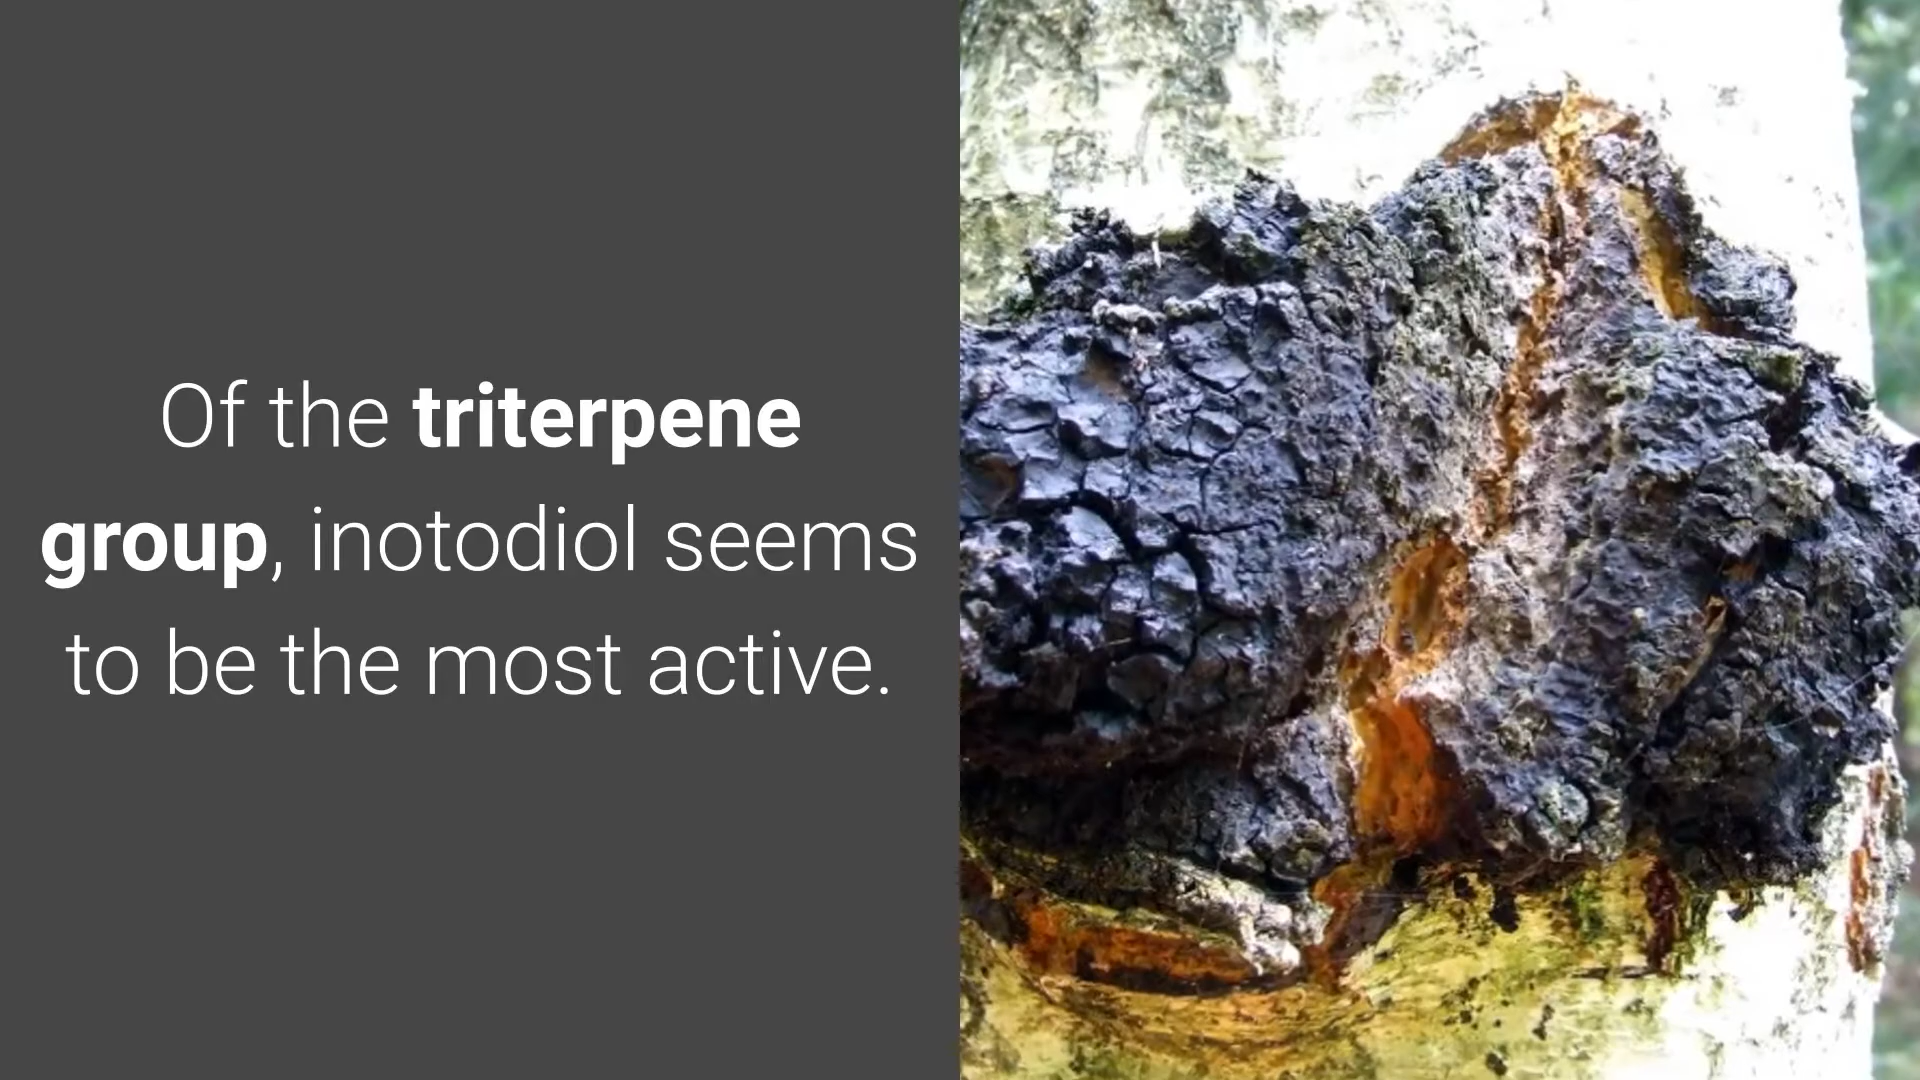 Of the triterpene
group, inotodiol seems
to be the most active.